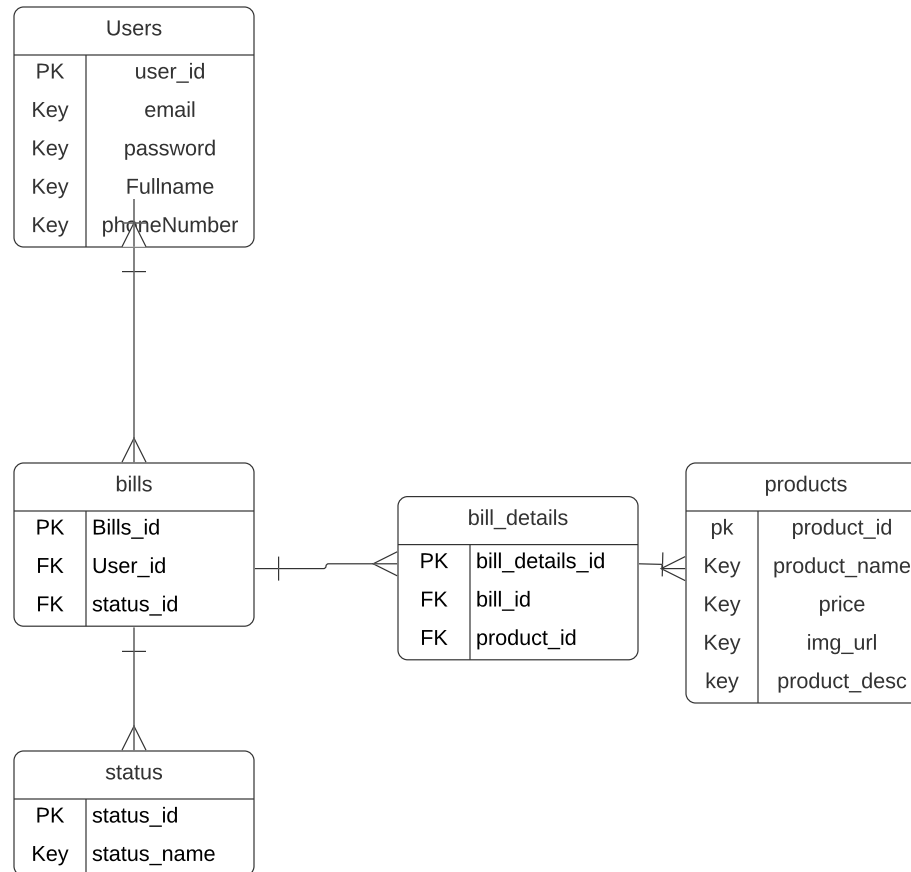 Users
PK user_id
Key email
Key password
Key Fullname
Key phoneNumber
bills
PK Bills_id
FK User_id
FK status_id
bill_details
PK bill_details_id
FK bill_id
FK product_id
products
pk product_id
Key product_name
Key price
Key img_url
key product_desc
status
PK status_id
Key status_name